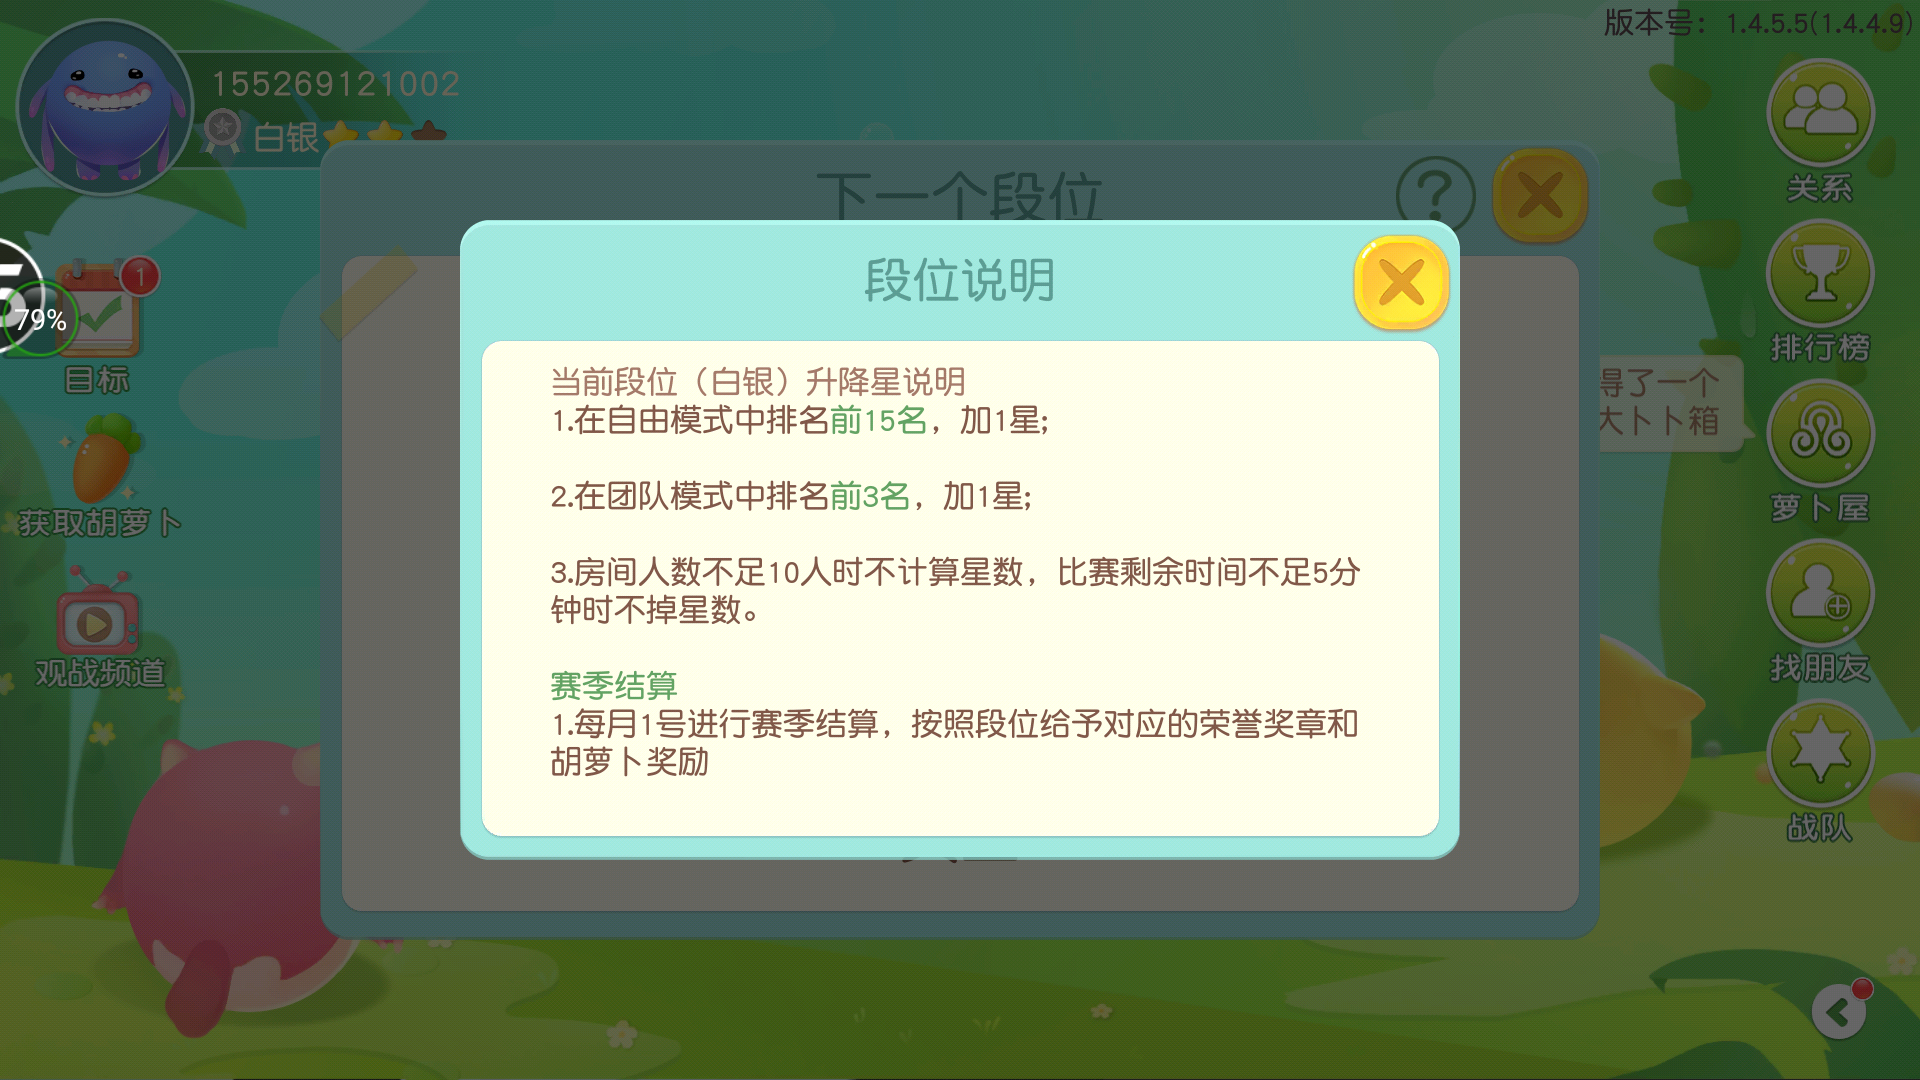 版本号：1.4.5.5(1.4.4.9)
155269121002
白银
下一个段位
?
关系
段位说明
1
79%
目标
排行榜
当前段位（白银）升降星说明
1.在自由模式中排名前15名，加1星;
得了一个
大卜卜箱
2.在团队模式中排名前3名，加1星;
获取胡萝卜
萝卜屋
3.房间人数不足10人时不计算星数，比赛剩余时间不足5分
钟时不掉星数。
观战频道
找朋友
赛季结算
1.每月1号进行赛季结算，按照段位给予对应的荣誉奖章和
胡萝卜奖励
战队